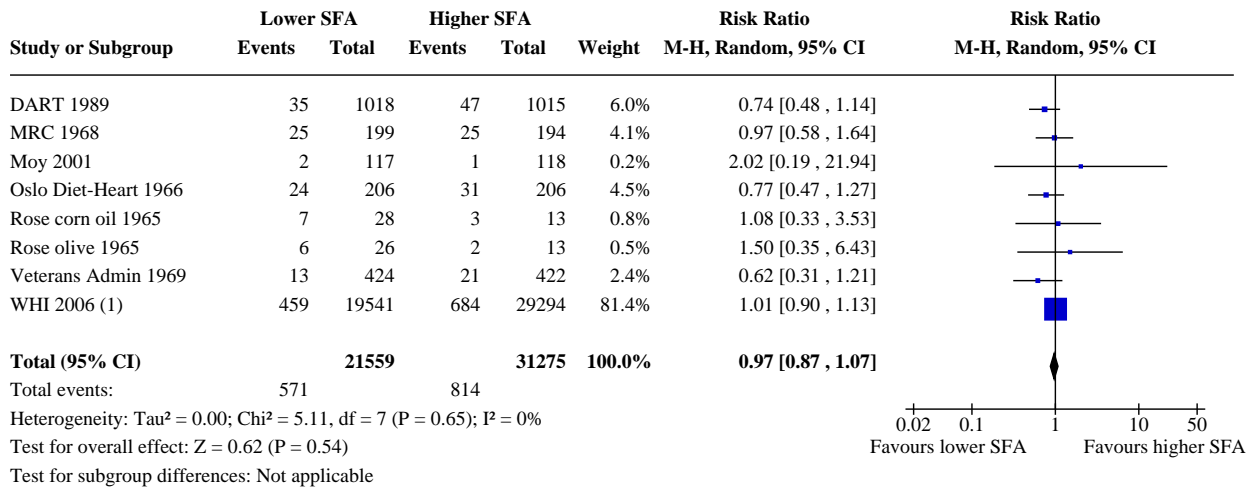 Lower SFA Higher SFA Risk Ratio Risk Ratio
Study or Subgroup Events Total Events Total Weight M-H, Random, 95% CI M-H, Random, 95% CI
DART 1989 35 1018 47 1015 6.0% 0.74 [0.48 , 1.14]
MRC 1968 25 199 25 194 4.1% 0.97 [0.58 , 1.64]
Moy 2001 2 117 1 118 0.2% 2.02 [0.19 , 21.94]
Oslo Diet-Heart 1966 24 206 31 206 4.5% 0.77 [0.47 , 1.27]
Rose corn oil 1965 7 28 3 13 0.8% 1.08 [0.33 , 3.53]
Rose olive 1965 6 26 2 13 0.5% 1.50 [0.35 , 6.43]
Veterans Admin 1969 13 424 21 422 2.4% 0.62 [0.31 , 1.21]
WHI 2006 (1) 459 19541 684 29294 81.4% 1.01 [0.90 , 1.13]
Total (95% CI) 21559 31275 100.0% 0.97 [0.87 , 1.07]
Total events: 571 814
Heterogeneity: Tau² = 0.00; Chi² = 5.11, df = 7 (P = 0.65); I² = 0%
Test for overall effect: Z = 0.62 (P = 0.54)
Test for subgroup differences: Not applicable
0.02 0.1 1 10 50
Favours lower SFA Favours higher SFA